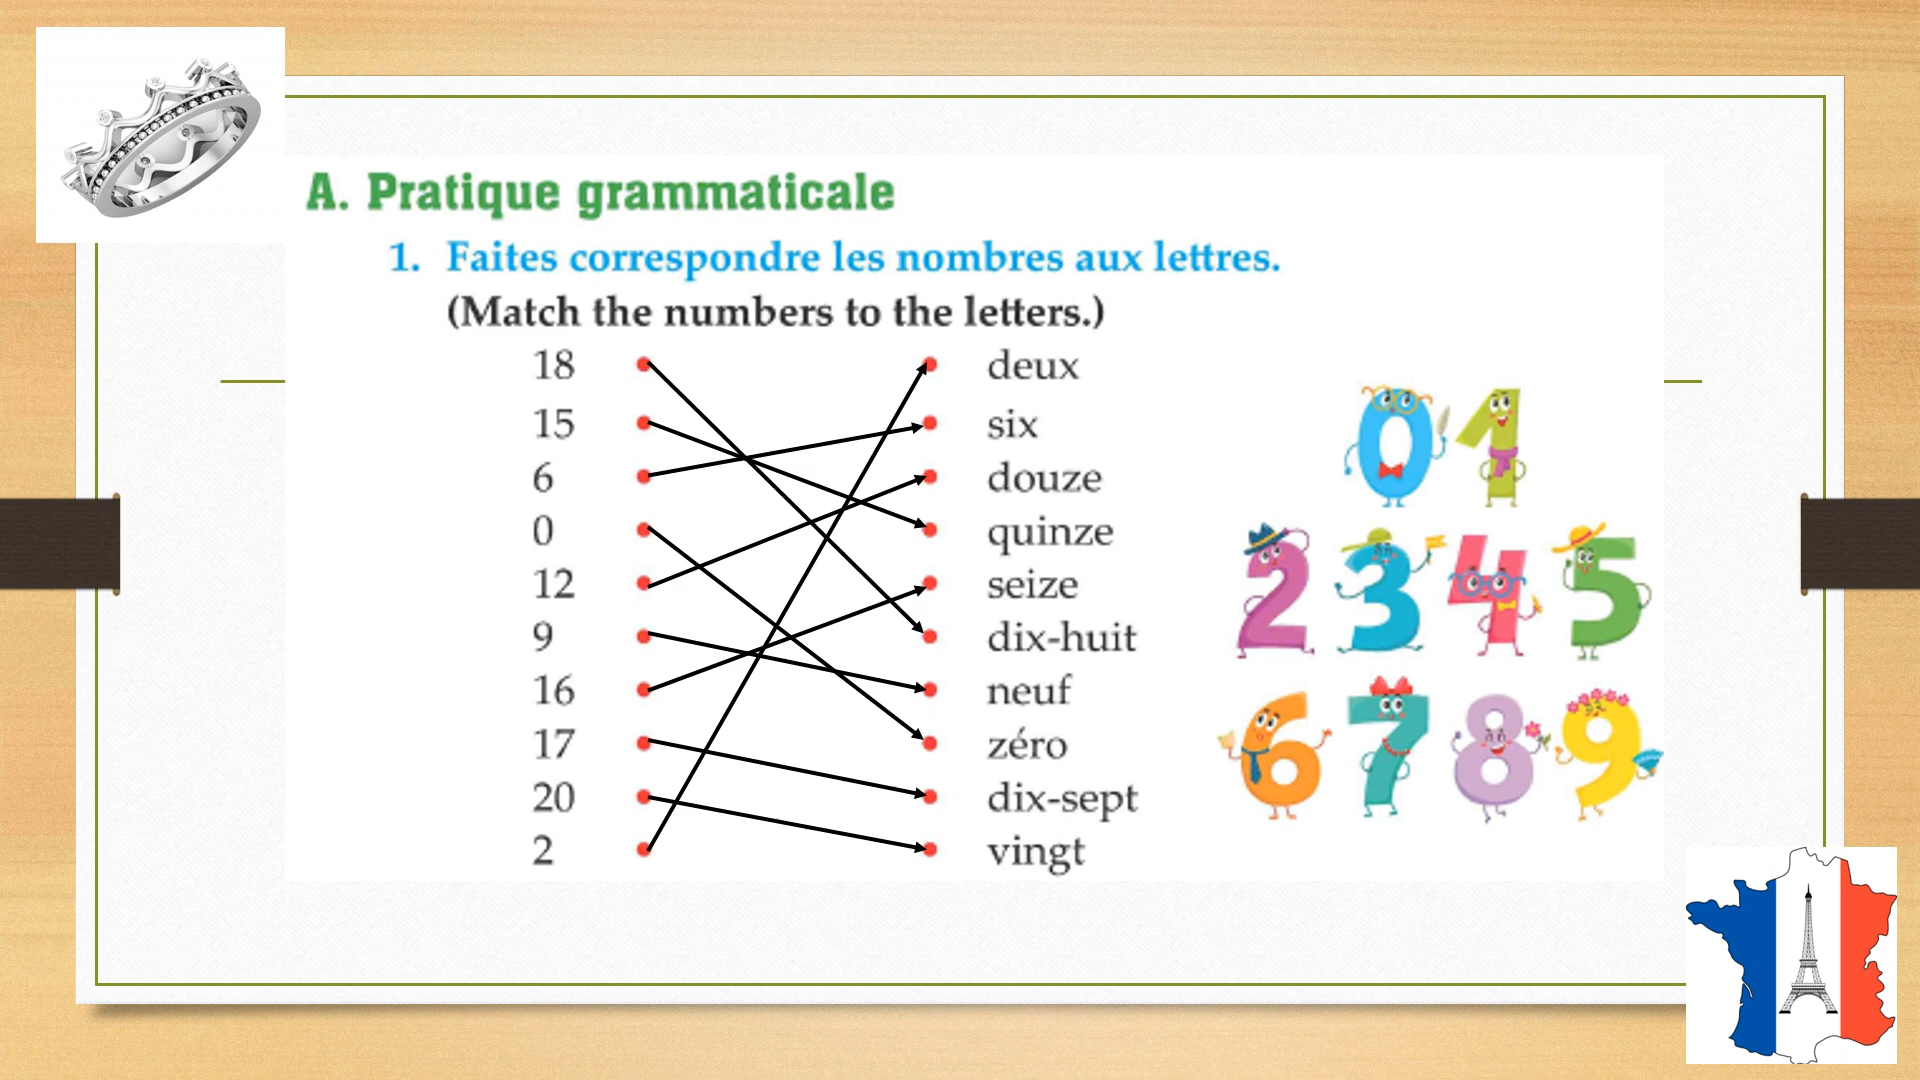 A. Pratique grammaticale
1. Faites correspondre les nombres aux lettres.
(Match the numbers to the letters.)
18 deux
15 six
6 douze
0 quinze
12 seize
9 dix-huit
16 neuf
17 zéro
20 dix-sept
2 vingt
0 1
2 3 4 5
6 7 8 9